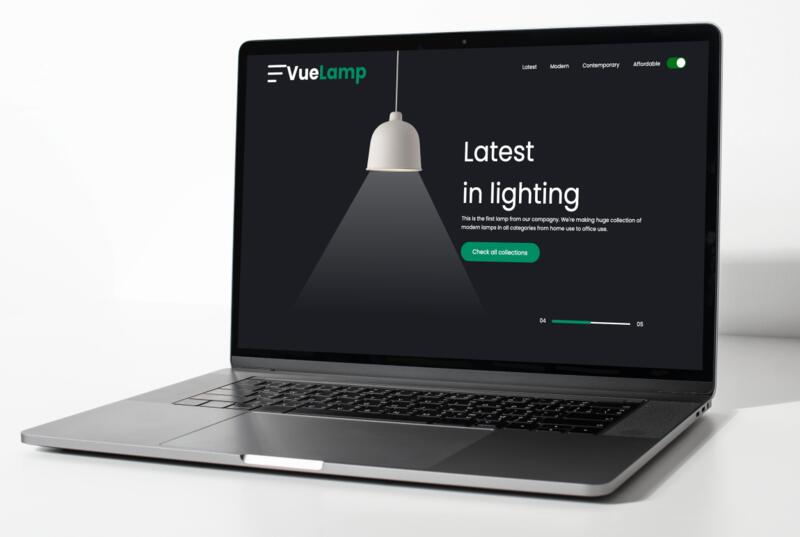 VueLamp
Latest Modern Contemporary Affordable
Latest
in lighting
This is the first lamp from our compagny. We're making huge collection of
modern lamps in all categories from home use to office use.
Check all collections
04 05